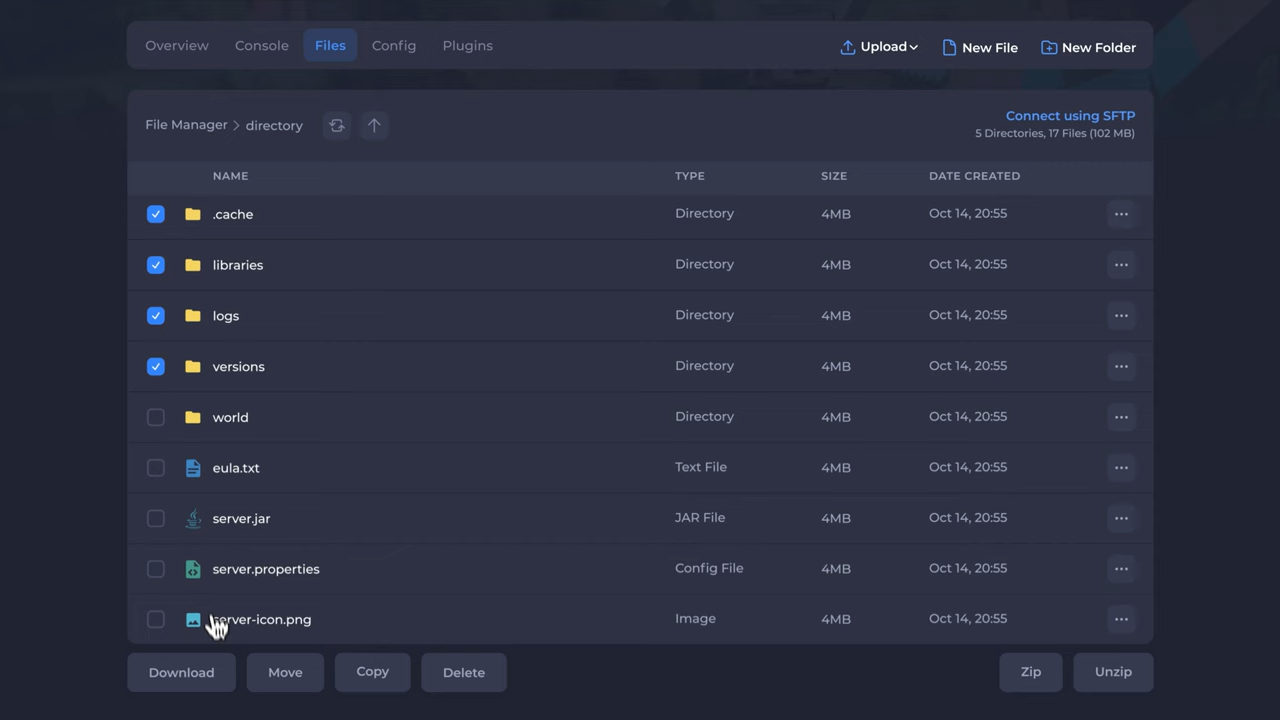 Overview Console Files Config Plugins Upload New File New Folder
File Manager > directory Connect using SFTP
5 Directories, 17 Files (102 MB)
NAME TYPE SIZE DATE CREATED
.cache Directory 4MB Oct 14, 20:55
libraries Directory 4MB Oct 14, 20:55
logs Directory 4MB Oct 14, 20:55
versions Directory 4MB Oct 14, 20:55
world Directory 4MB Oct 14, 20:55
eula.txt Text File 4MB Oct 14, 20:55
server.jar JAR File 4MB Oct 14, 20:55
server.properties Config File 4MB Oct 14, 20:55
server-icon.png Image 4MB Oct 14, 20:55
Download Move Copy Delete Zip Unzip